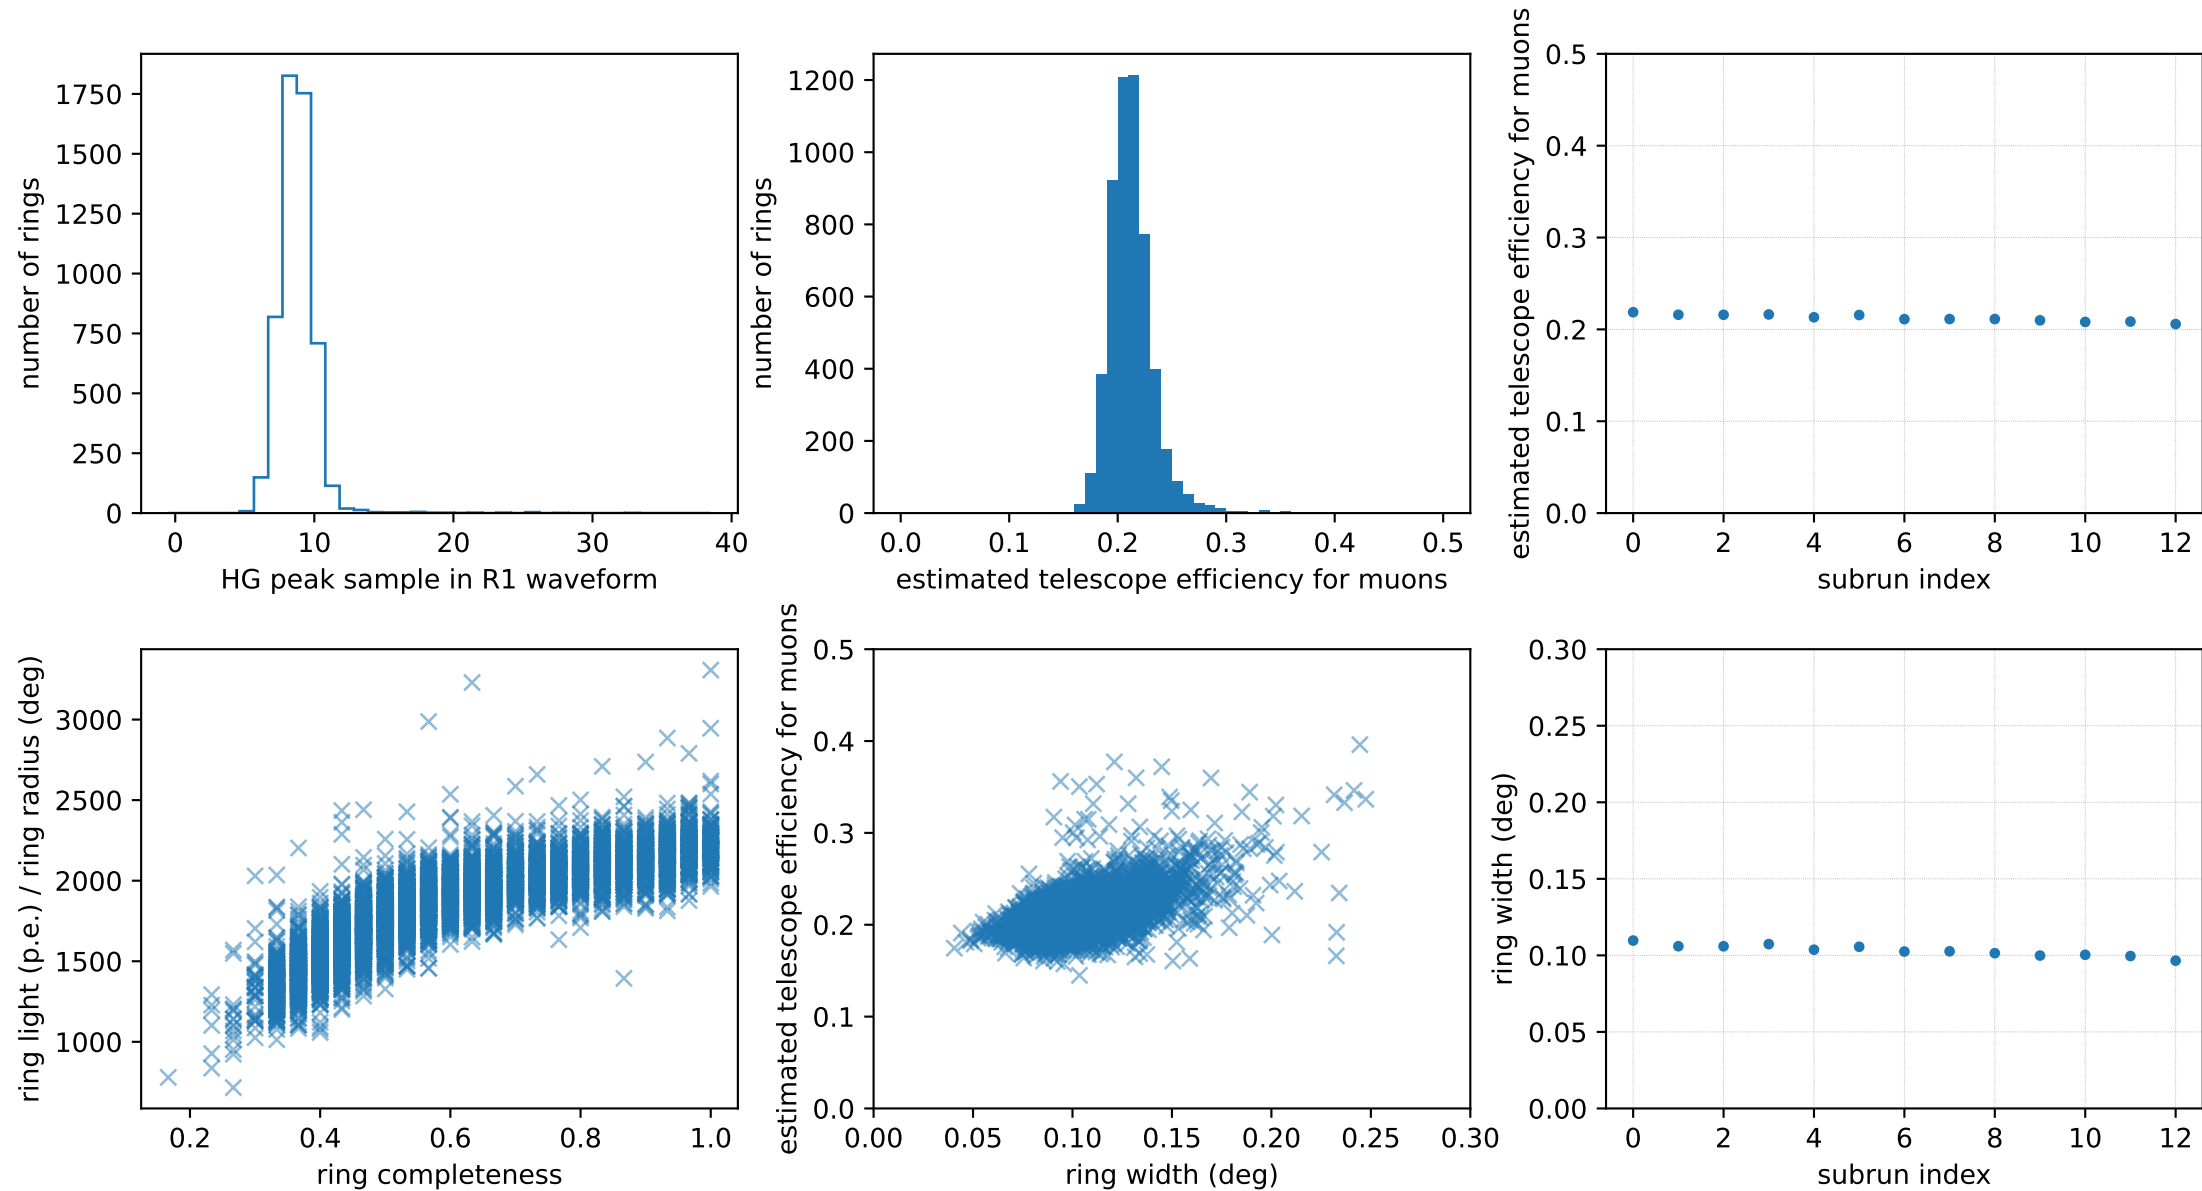 number of rings
1750
1500
1250
1000
750
500
250
0
0 10 20 30 40
HG peak sample in R1 waveform
number of rings
1200
1000
800
600
400
200
0
0.0 0.1 0.2 0.3 0.4 0.5
estimated telescope efficiency for muons
estimated telescope efficiency for muons
0.5
0.4
0.3
0.2
0.1
0.0
0 2 4 6 8 10 12
subrun index
ring light (p.e.) / ring radius (deg)
3000
2500
2000
1500
1000
0.2 0.4 0.6 0.8 1.0
ring completeness
estimated telescope efficiency for muons
0.5
0.4
0.3
0.2
0.1
0.0
0.00 0.05 0.10 0.15 0.20 0.25 0.30
ring width (deg)
ring width (deg)
0.30
0.25
0.20
0.15
0.10
0.05
0.00
0 2 4 6 8 10 12
subrun index